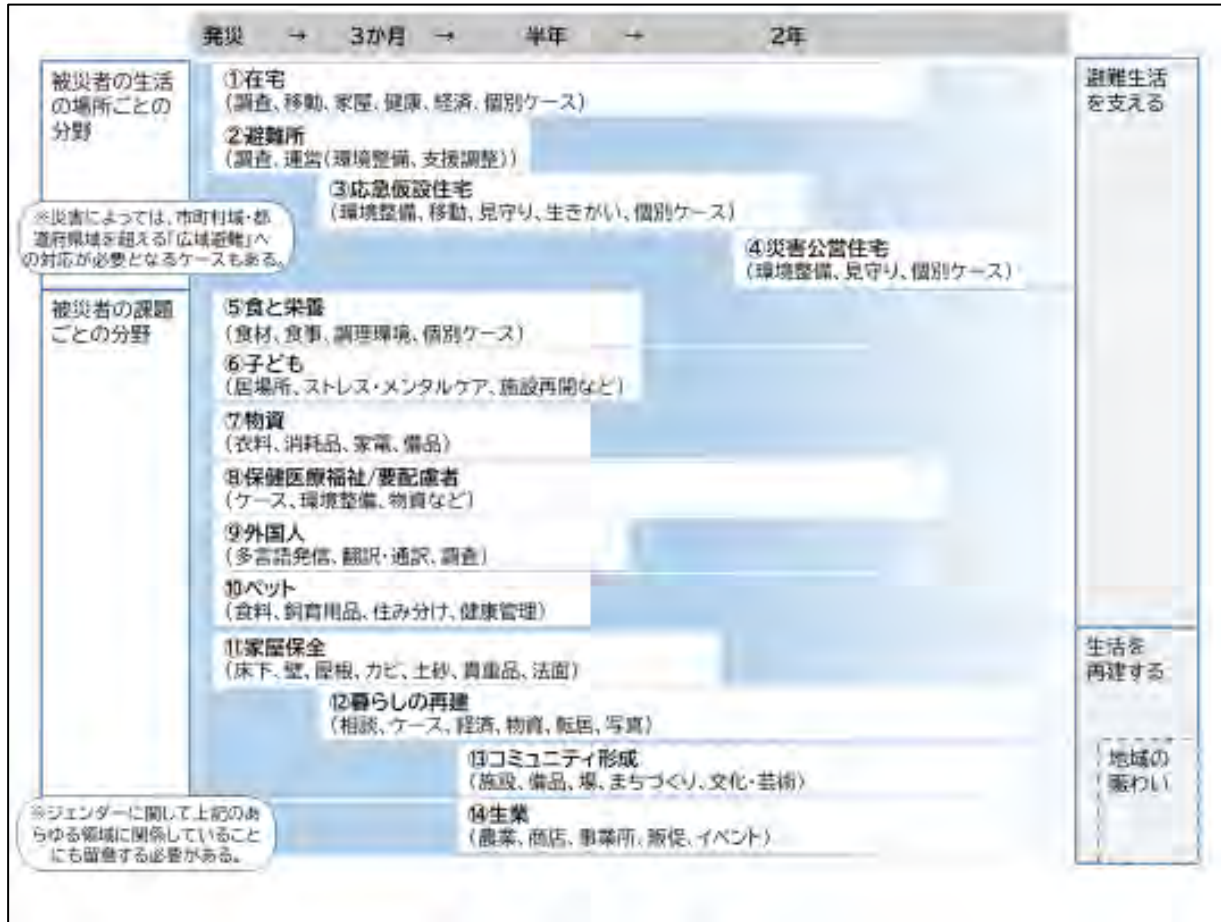 発災 → 3か月 → 半年 → 2年
被災者の生活
の場所ごとの
分野
①在宅
(調査、移動、家屋、健康、経済、個別ケース)
②避難所
(調査、運営(環境整備、支援調整))
③応急仮設住宅
(環境整備、移動、見守り、生きがい、個別ケース)
④災害公営住宅
(環境整備、見守り、個別ケース)
※災害によっては、市町村域・都
道府県域を超える「広域避難」へ
の対応が必要となるケースもある。
被災者の課題
ごとの分野
⑤食と栄養
(食材、食事、調理環境、個別ケース)
⑥子ども
(居場所、ストレス・メンタルケア、施設再開など)
⑦物資
(衣料、消耗品、家電、備品)
⑧保健医療福祉/要配慮者
(ケース、環境整備、物資など)
⑨外国人
(多言語発信、翻訳・通訳、調査)
⑩ペット
(食料、飼育用品、住み分け、健康管理)
⑪家屋保全
(床下、壁、屋根、カビ、土砂、貴重品、法面)
⑫暮らしの再建
(相談、ケース、経済、物資、転居、写真)
⑬コミュニティ形成
(施設、備品、場、まちづくり、文化・芸術)
⑭生業
(農業、商店、事業所、販促、イベント)
※ジェンダーに関して上記のあ
らゆる領域に関係していること
にも留意する必要がある。
避難生活
を支える
生活を
再建する
地域の
賑わい